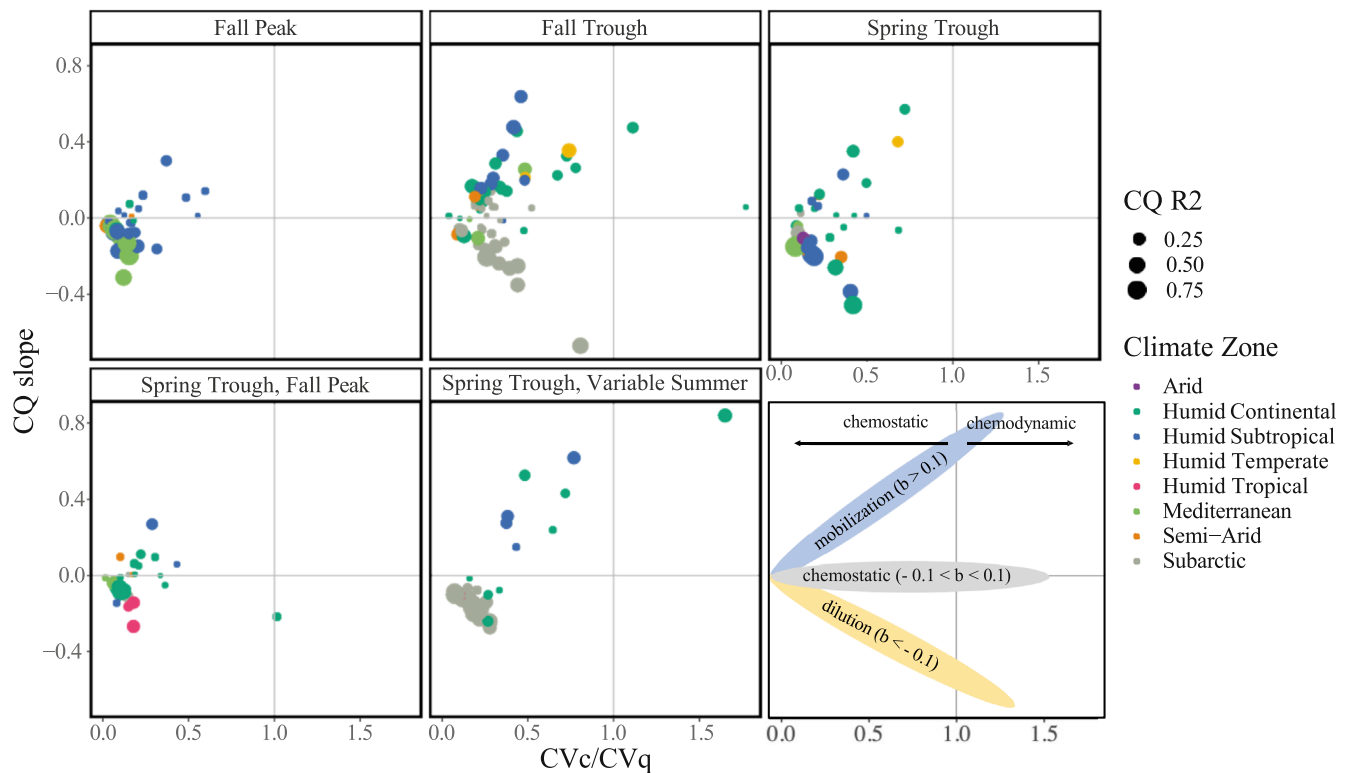 Fall Peak
Fall Trough
Spring Trough
0.8
0.4
0.0
−0.4
0.0
0.5
1.0
1.5
Spring Trough, Fall Peak
Spring Trough, Variable Summer
0.8
0.4
0.0
−0.4
CQ slope
chemostatic
chemodynamic
mobilization (b > 0.1)
chemostatic (- 0.1 < b < 0.1)
dilution (b < - 0.1)
0.0
0.5
1.0
1.5
0.0
0.5
1.0
1.5
0.0
0.5
1.0
1.5
CVc/CVq
CQ R2
0.25
0.50
0.75
Climate Zone
Arid
Humid Continental
Humid Subtropical
Humid Temperate
Humid Tropical
Mediterranean
Semi−Arid
Subarctic